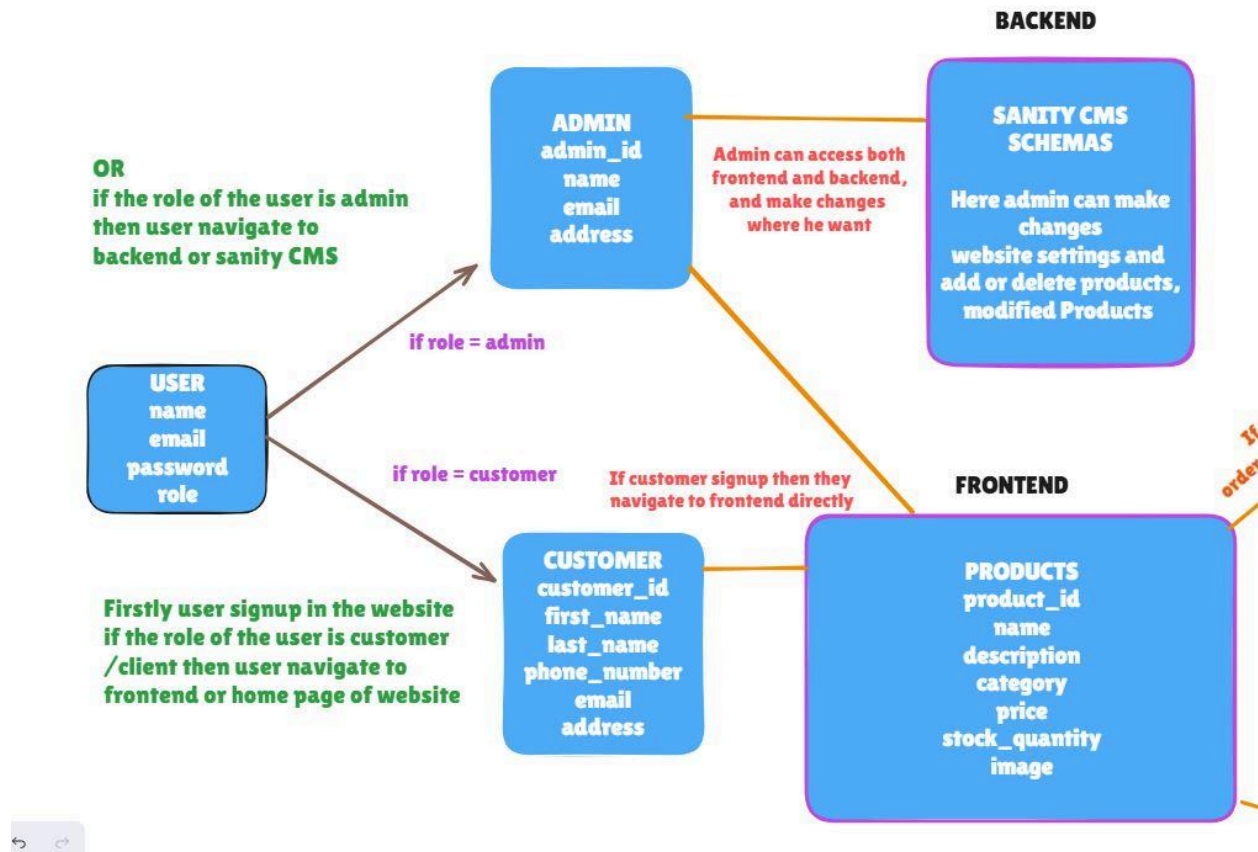 BACKEND
ADMIN
admin_id
name
email
address
SANITY CMS
SCHEMAS
Here admin can make
changes
website settings and
add or delete products,
modified Products
Admin can access both
frontend and backend,
and make changes
where he want
OR
if the role of the user is admin
then user navigate to
backend or sanity CMS
if role = admin
USER
name
email
password
role
if role = customer
If customer signup then they
navigate to frontend directly
FRONTEND
If
order
CUSTOMER
customer_id
first_name
last_name
phone_number
email
address
Firstly user signup in the website
if the role of the user is customer
/client then user navigate to
frontend or home page of website
PRODUCTS
product_id
name
description
category
price
stock_quantity
image